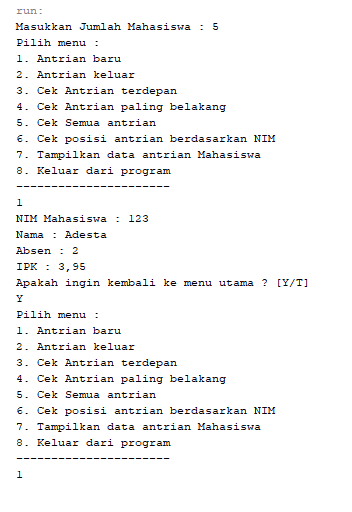 run:
Masukkan Jumlah Mahasiswa : 5
Pilih menu :
1. Antrian baru
2. Antrian keluar
3. Cek Antrian terdepan
4. Cek Antrian paling belakang
5. Cek Semua antrian
6. Cek posisi antrian berdasarkan NIM
7. Tampilkan data antrian Mahasiswa
8. Keluar dari program
----------------------
1
NIM Mahasiswa : 123
Nama : Adesta
Absen : 2
IPK : 3,95
Apakah ingin kembali ke menu utama ? [Y/T]
Y
Pilih menu :
1. Antrian baru
2. Antrian keluar
3. Cek Antrian terdepan
4. Cek Antrian paling belakang
5. Cek Semua antrian
6. Cek posisi antrian berdasarkan NIM
7. Tampilkan data antrian Mahasiswa
8. Keluar dari program
----------------------
1